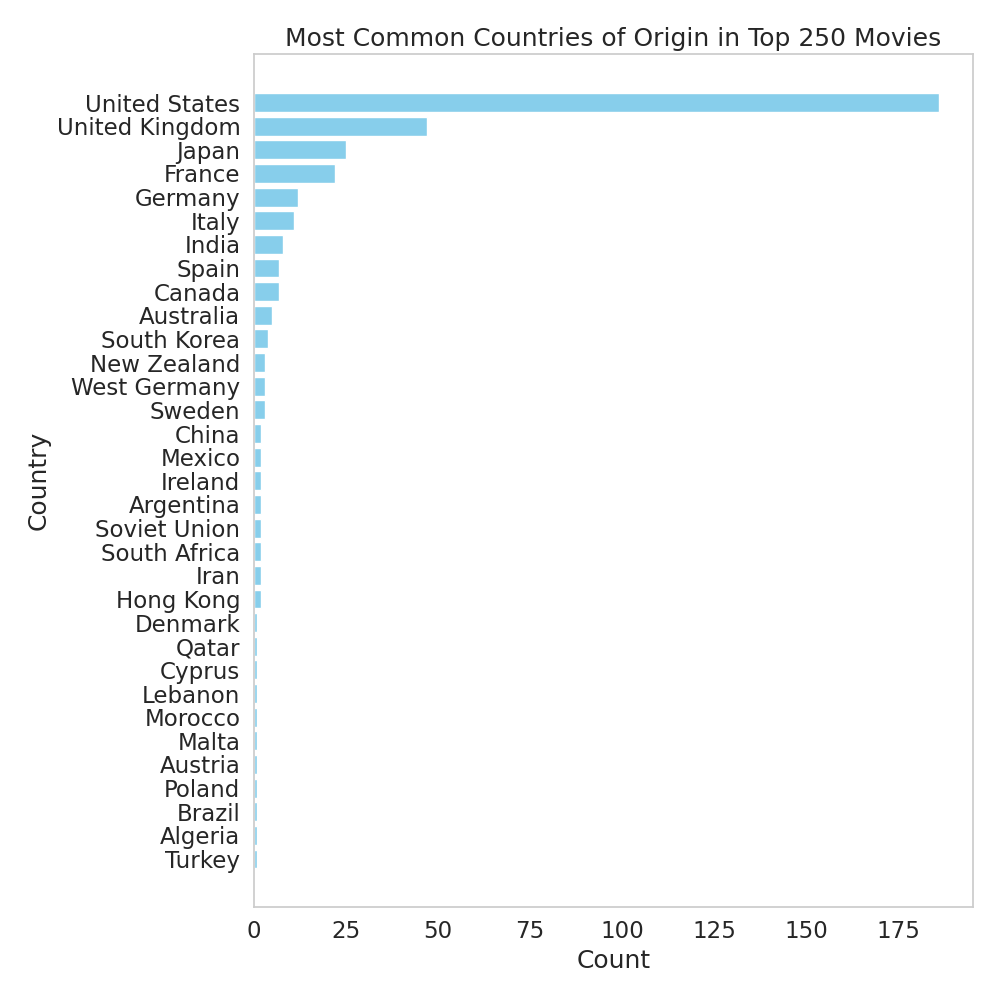 Most Common Countries of Origin in Top 250 Movies
United States
United Kingdom
Japan
France
Germany
Italy
India
Spain
Canada
Australia
South Korea
New Zealand
West Germany
Sweden
China
Mexico
Ireland
Argentina
Soviet Union
South Africa
Iran
Hong Kong
Denmark
Qatar
Cyprus
Lebanon
Morocco
Malta
Austria
Poland
Brazil
Algeria
Turkey
Country
0 25 50 75 100 125 150 175
Count